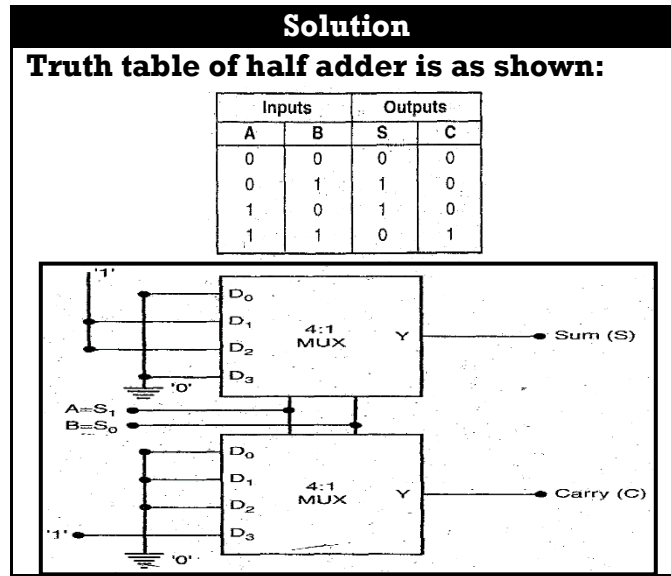 Solution
Truth table of half adder is as shown:
Inputs Outputs
A B S C
0 0 0 0
0 1 1 0
1 0 1 0
1 1 0 1
'1'
D₀
D₁
D₂
D₃
4:1
MUX
Y
Sum (S)
'0'
A=S₁
B=S₀
D₀
D₁
D₂
D₃
4:1
MUX
Y
Carry (C)
'1'
'0'